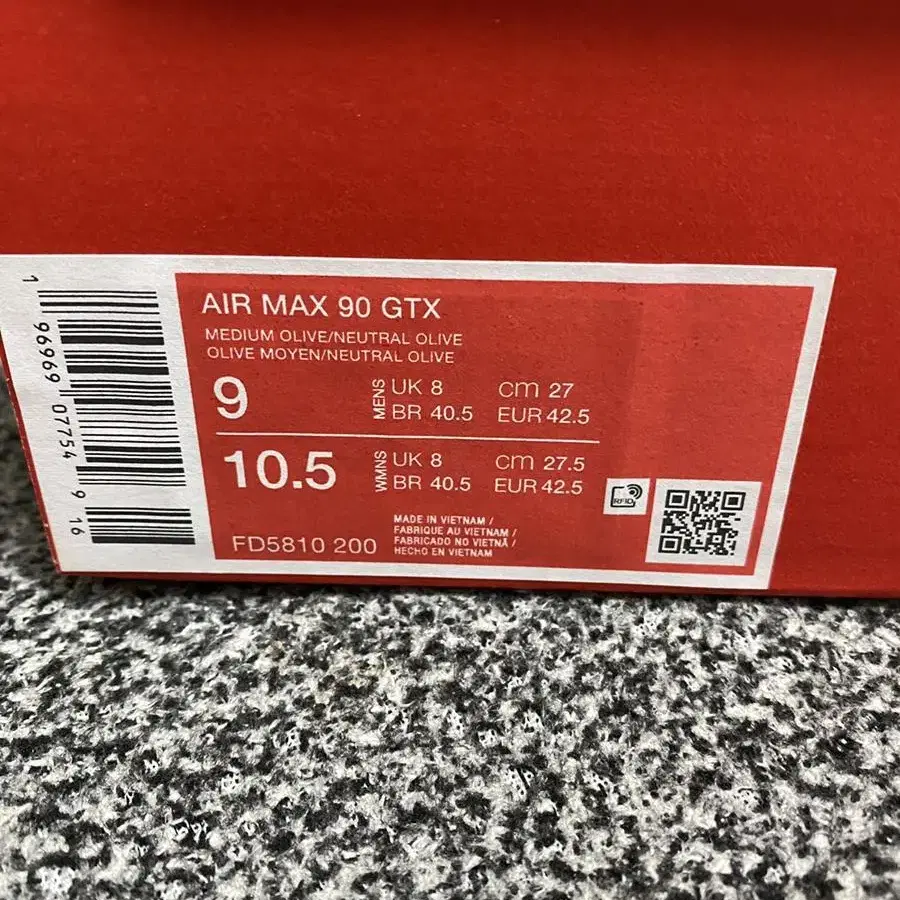 AIR MAX 90 GTX
MEDIUM OLIVE/NEUTRAL OLIVE
OLIVE MOYEN/NEUTRAL OLIVE
9 MENS UK 8 cm 27
BR 40.5 EUR 42.5
10.5 WMNS UK 8 cm 27.5
BR 40.5 EUR 42.5
FD5810 200
MADE IN VIETNAM /
FABRIQUE AU VIETNAM /
FABRICADO NO VIETNÃ /
HECHO EN VIETNAM
RFID
1 96969 07754 9 16